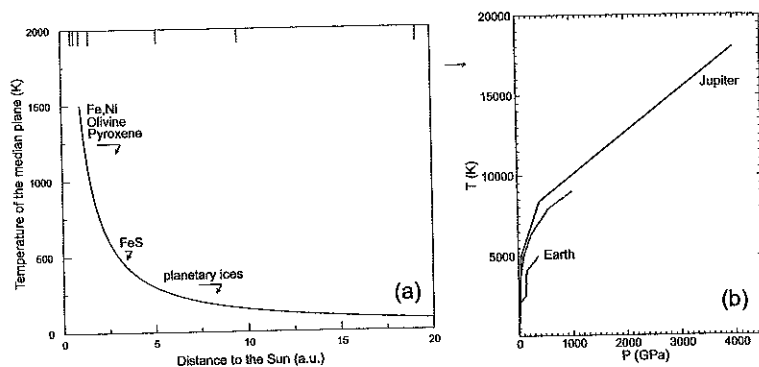 Temperature of the median plane (K)
2000
1500
1000
600
0
Fe,Ni
Olivine
Pyroxene
FeS
planetary ices
(a)
0
5
10
15
20
Distance to the Sun (a.u.)
T (K)
20000
15000
10000
5000
Jupiter
Earth
(b)
0
1000
2000
3000
4000
P (GPa)